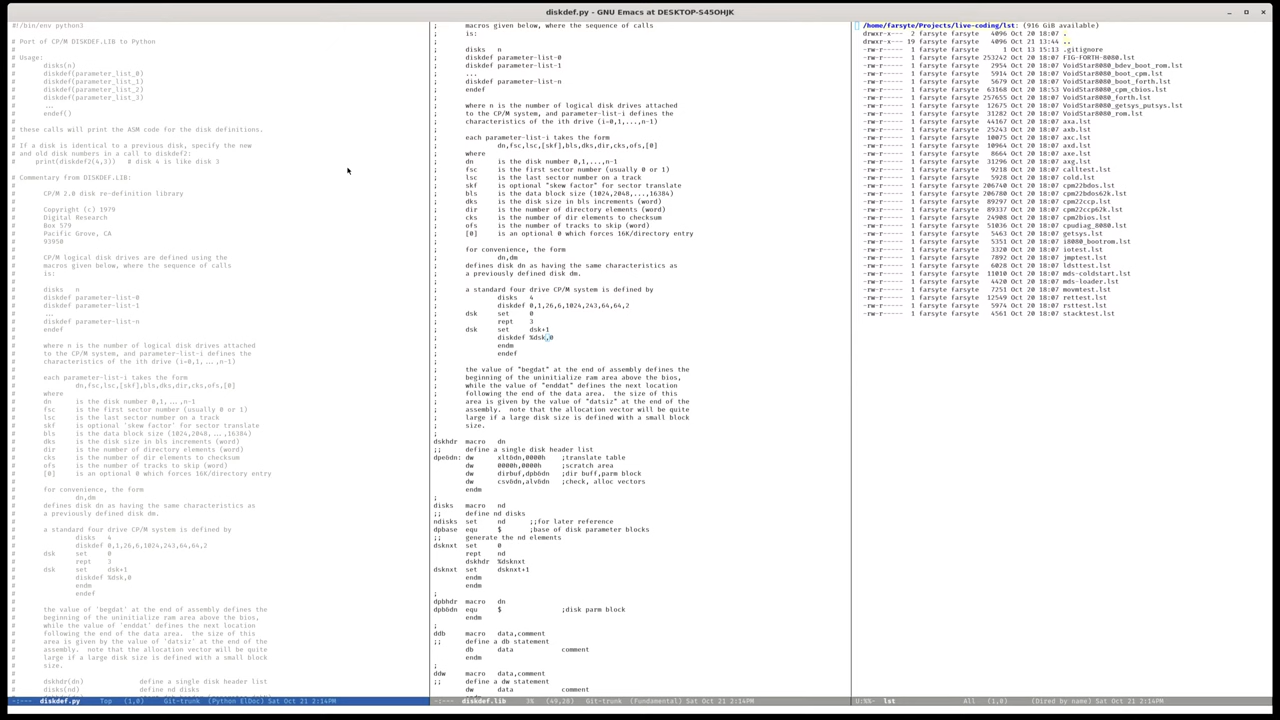 diskdef.py - GNU Emacs at DESKTOP-S45OHJK
#!/bin/env python3
# Port of CP/M DISKDEF.LIB to Python
# Usage:
#       disks(n)
#       diskdef(parameter_list_0)
#       diskdef(parameter_list_1)
#       diskdef(parameter_list_2)
#       diskdef(parameter_list_3)
#        ...
#       endef()
# these calls will print the ASM code for the disk definitions.
# If a disk is identical to a previous disk, specify the new
# and old disk numbers in a call to diskdef2:
#     print(diskdef2(4,3))   # disk 4 is like disk 3
# Commentary from DISKDEF.LIB:
#       CP/M 2.0 disk re-definition library
#       Copyright (c) 1979
#       Digital Research
#       Box 579
#       Pacific Grove, CA
#       93950
#       CP/M logical disk drives are defined using the
#       macros given below, where the sequence of calls
#       is:
#       disks   n
#       diskdef parameter-list-0
#       diskdef parameter-list-1
#       ...
#       diskdef parameter-list-n
#       endef
#       where n is the number of logical disk drives attached
#       to the CP/M system, and parameter-list-i defines the
#       characteristics of the ith drive (i=0,1,...,n-1)
#       each parameter-list-i takes the form
#               dn,fsc,lsc,[skf],bls,dks,dir,cks,ofs,[0]
#       where
#       dn      is the disk number 0,1,...,n-1
#       fsc     is the first sector number (usually 0 or 1)
#       lsc     is the last sector number on a track
#       skf     is optional 'skew factor' for sector translate
#       bls     is the data block size (1024,2048,...,16384)
#       dks     is the disk size in bls increments (word)
#       dir     is the number of directory elements (word)
#       cks     is the number of dir elements to checksum
#       ofs     is the number of tracks to skip (word)
#       [0]     is an optional 0 which forces 16K/directory entry
#       for convenience, the form
#               dn,dm
#       defines disk dn as having the same characteristics as
#       a previously defined disk dm.
#       a standard four drive CP/M system is defined by
#               disks   4
#               diskdef 0,1,26,6,1024,243,64,64,2
#       dsk     set     0
#               rept    3
#       dsk     set     dsk+1
#               diskdef %dsk,0
#               endm
#               endef
#       the value of 'begdat' at the end of assembly defines the
#       beginning of the uninitialize ram area above the bios,
#       while the value of 'enddat' defines the next location
#       following the end of the data area.  the size of this
#       area is given by the value of 'datsiz' at the end of the
#       assembly.  note that the allocation vector will be quite
#       large if a large disk size is defined with a small block
#       size.
#       dskhdr(dn)              define a single disk header list
#       disks(nd)               define nd disks
-:---  diskdef.py     Top    (1,0)      Git-trunk  (Python ElDoc) Sat Oct 21 2:14PM
;       macros given below, where the sequence of calls
;       is:
;
;       disks   n
;       diskdef parameter-list-0
;       diskdef parameter-list-1
;       ...
;       diskdef parameter-list-n
;       endef
;
;       where n is the number of logical disk drives attached
;       to the CP/M system, and parameter-list-i defines the
;       characteristics of the ith drive (i=0,1,...,n-1)
;
;       each parameter-list-i takes the form
;               dn,fsc,lsc,[skf],bls,dks,dir,cks,ofs,[0]
;       where
;       dn      is the disk number 0,1,...,n-1
;       fsc     is the first sector number (usually 0 or 1)
;       lsc     is the last sector number on a track
;       skf     is optional "skew factor" for sector translate
;       bls     is the data block size (1024,2048,...,16384)
;       dks     is the disk size in bls increments (word)
;       dir     is the number of directory elements (word)
;       cks     is the number of dir elements to checksum
;       ofs     is the number of tracks to skip (word)
;       [0]     is an optional 0 which forces 16K/directory entry
;
;       for convenience, the form
;               dn,dm
;       defines disk dn as having the same characteristics as
;       a previously defined disk dm.
;
;       a standard four drive CP/M system is defined by
;               disks   4
;               diskdef 0,1,26,6,1024,243,64,64,2
;       dsk     set     0
;               rept    3
;       dsk     set     dsk+1
;               diskdef %dsk,0
;               endm
;               endef
;
;       the value of "begdat" at the end of assembly defines the
;       beginning of the uninitialize ram area above the bios,
;       while the value of "enddat" defines the next location
;       following the end of the data area.  the size of this
;       area is given by the value of "datsiz" at the end of the
;       assembly.  note that the allocation vector will be quite
;       large if a large disk size is defined with a small block
;       size.
;
dskhdr  macro   dn
;;      define a single disk header list
dpe&dn: dw      xlt&dn,0000h    ;translate table
        dw      0000h,0000h     ;scratch area
        dw      dirbuf,dpb&dn   ;dir buff,parm block
        dw      csv&dn,alv&dn   ;check, alloc vectors
        endm
;
disks   macro   nd
;;      define nd disks
ndisks  set     nd      ;;for later reference
dpbase  equ     $       ;base of disk parameter blocks
;;      generate the nd elements
dsknxt  set     0
        rept    nd
        dskhdr  %dsknxt
dsknxt  set     dsknxt+1
        endm
        endm
;
dpbhdr  macro   dn
dpb&dn  equ     $               ;disk parm block
        endm
;
ddb     macro   data,comment
;;      define a db statement
        db      data            comment
        endm
;
ddw     macro   data,comment
;;      define a dw statement
        dw      data            comment
-:---  diskdef.lib     3%   (49,28)    Git-trunk  (Fundamental) Sat Oct 21 2:14PM
/home/farsyte/Projects/live-coding/lst: (916 GiB available)
drwxr-x---  2 farsyte farsyte   4096 Oct 20 18:07 .
drwxr-x--- 19 farsyte farsyte   4096 Oct 21 13:44 ..
-rw-r-----  1 farsyte farsyte      1 Oct 13 15:13 .gitignore
-rw-r-----  1 farsyte farsyte 253242 Oct 20 18:07 FIG-FORTH-8080.lst
-rw-r-----  1 farsyte farsyte   2954 Oct 20 18:07 VoidStar8080_bdev_boot_rom.lst
-rw-r-----  1 farsyte farsyte   5914 Oct 20 18:07 VoidStar8080_boot_cpm.lst
-rw-r-----  1 farsyte farsyte   5679 Oct 20 18:07 VoidStar8080_boot_forth.lst
-rw-r-----  1 farsyte farsyte  63168 Oct 20 18:53 VoidStar8080_cpm_cbios.lst
-rw-r-----  1 farsyte farsyte 257655 Oct 20 18:07 VoidStar8080_forth.lst
-rw-r-----  1 farsyte farsyte  12675 Oct 20 18:07 VoidStar8080_getsys_putsys.lst
-rw-r-----  1 farsyte farsyte  31282 Oct 20 18:07 VoidStar8080_rom.lst
-rw-r-----  1 farsyte farsyte  44167 Oct 20 18:07 axa.lst
-rw-r-----  1 farsyte farsyte  25243 Oct 20 18:07 axb.lst
-rw-r-----  1 farsyte farsyte  10075 Oct 20 18:07 axc.lst
-rw-r-----  1 farsyte farsyte  10964 Oct 20 18:07 axd.lst
-rw-r-----  1 farsyte farsyte   8342 Oct 20 18:07 axe.lst
-rw-r-----  1 farsyte farsyte  31296 Oct 20 18:07 axg.lst
-rw-r-----  1 farsyte farsyte   9218 Oct 20 18:07 calltest.lst
-rw-r-----  1 farsyte farsyte   5928 Oct 20 18:07 cold.lst
-rw-r-----  1 farsyte farsyte 206740 Oct 20 18:07 cpm22bdos.lst
-rw-r-----  1 farsyte farsyte 206780 Oct 20 18:07 cpm22bdos62k.lst
-rw-r-----  1 farsyte farsyte  89297 Oct 20 18:07 cpm22ccp.lst
-rw-r-----  1 farsyte farsyte  89337 Oct 20 18:07 cpm22ccp62k.lst
-rw-r-----  1 farsyte farsyte  24908 Oct 20 18:07 cpm2bios.lst
-rw-r-----  1 farsyte farsyte  51036 Oct 20 18:07 cpudiag_8080.lst
-rw-r-----  1 farsyte farsyte   5463 Oct 20 18:07 getsys.lst
-rw-r-----  1 farsyte farsyte   5351 Oct 20 18:07 i8080_bootrom.lst
-rw-r-----  1 farsyte farsyte   3320 Oct 20 18:07 iotest.lst
-rw-r-----  1 farsyte farsyte   7892 Oct 20 18:07 jmptest.lst
-rw-r-----  1 farsyte farsyte   6028 Oct 20 18:07 ldsttest.lst
-rw-r-----  1 farsyte farsyte  11010 Oct 20 18:07 mds-coldstart.lst
-rw-r-----  1 farsyte farsyte   4420 Oct 20 18:07 mds-loader.lst
-rw-r-----  1 farsyte farsyte   7251 Oct 20 18:07 movmtest.lst
-rw-r-----  1 farsyte farsyte  12549 Oct 20 18:07 rettest.lst
-rw-r-----  1 farsyte farsyte   5974 Oct 20 18:07 rsttest.lst
-rw-r-----  1 farsyte farsyte   4561 Oct 20 18:07 stacktest.lst
U:%%-  lst            All   (1,0)      (Dired by name) Sat Oct 21 2:14PM